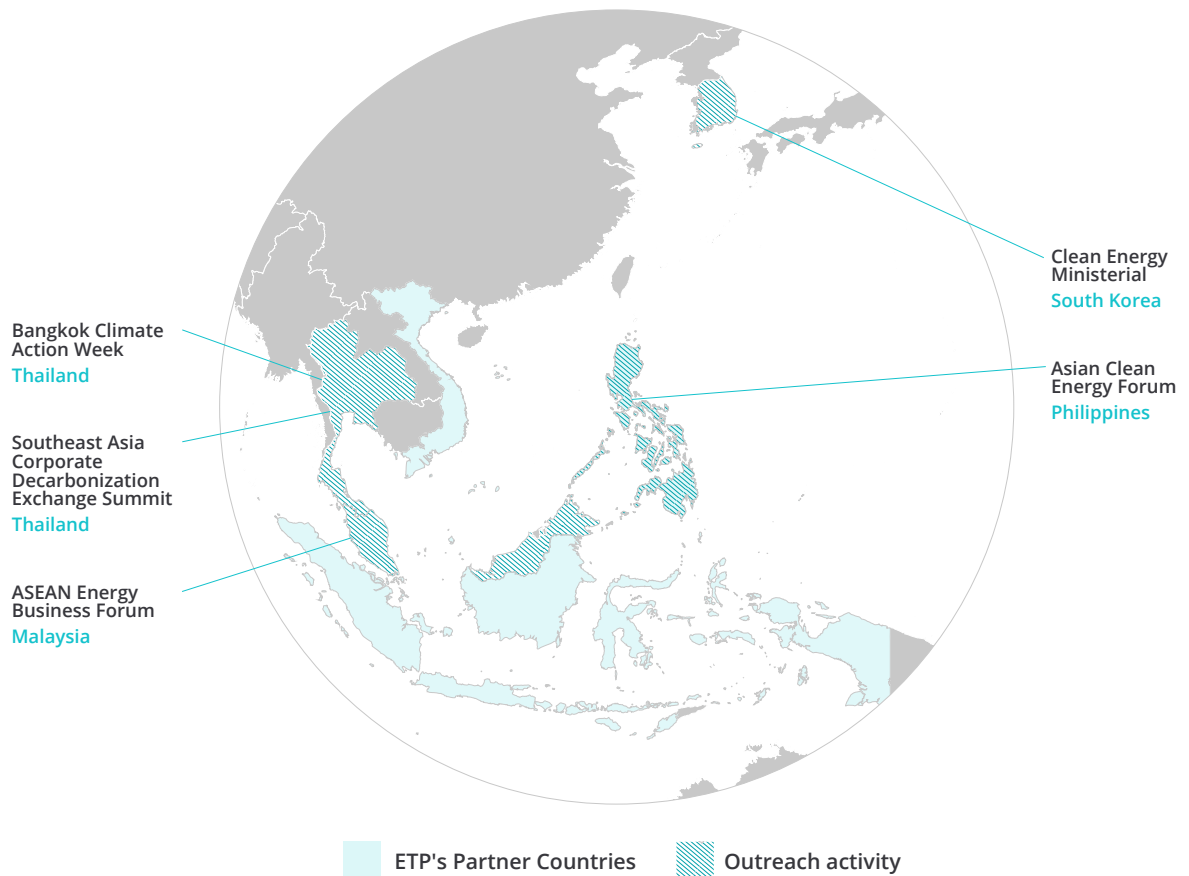 Clean Energy
Ministerial
South Korea
Bangkok Climate
Action Week
Thailand
Asian Clean
Energy Forum
Philippines
Southeast Asia
Corporate
Decarbonization
Exchange Summit
Thailand
ASEAN Energy
Business Forum
Malaysia
ETP's Partner Countries
Outreach activity